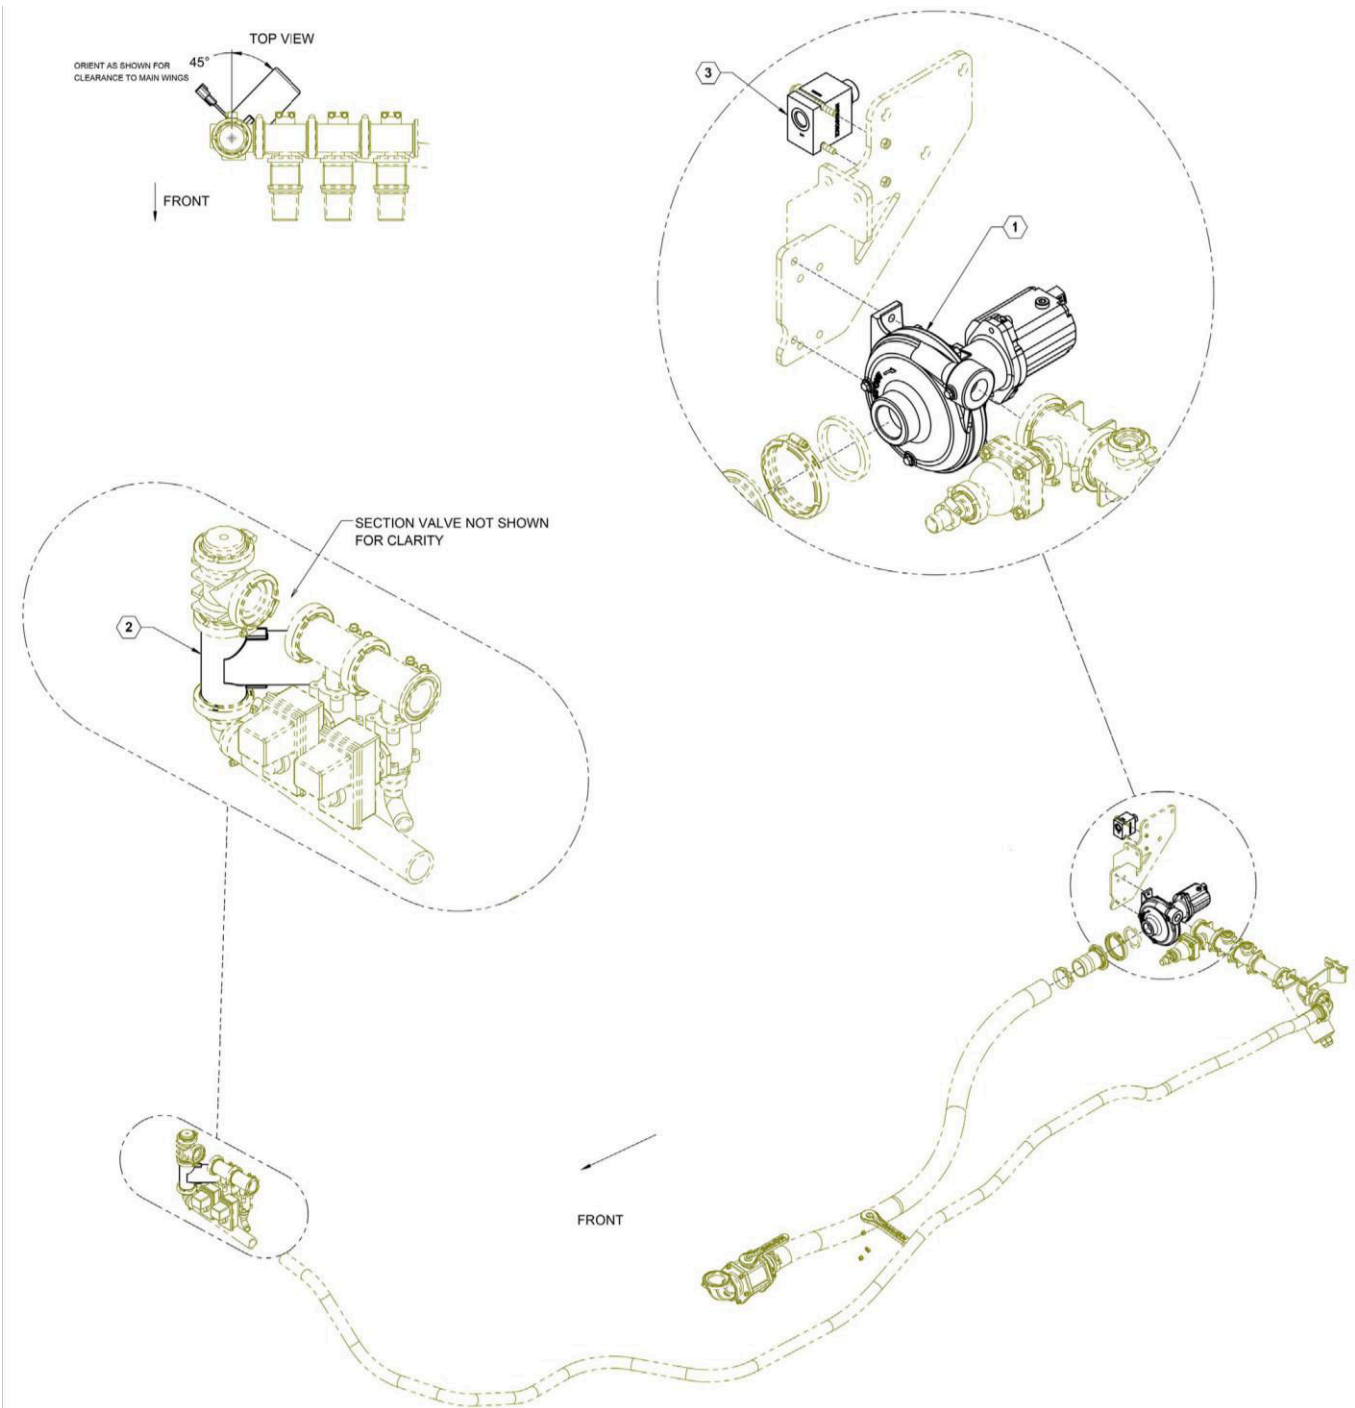 TOP VIEW
45°
ORIENT AS SHOWN FOR
CLEARANCE TO MAIN WINGS
FRONT
3
1
SECTION VALVE NOT SHOWN
FOR CLARITY
2
FRONT